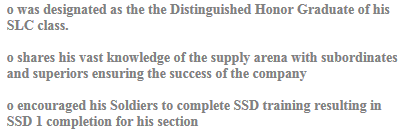 o was designated as the the Distinguished Honor Graduate of his
SLC class.
o shares his vast knowledge of the supply arena with subordinates
and superiors ensuring the success of the company
o encouraged his Soldiers to complete SSD training resulting in
SSD 1 completion for his section